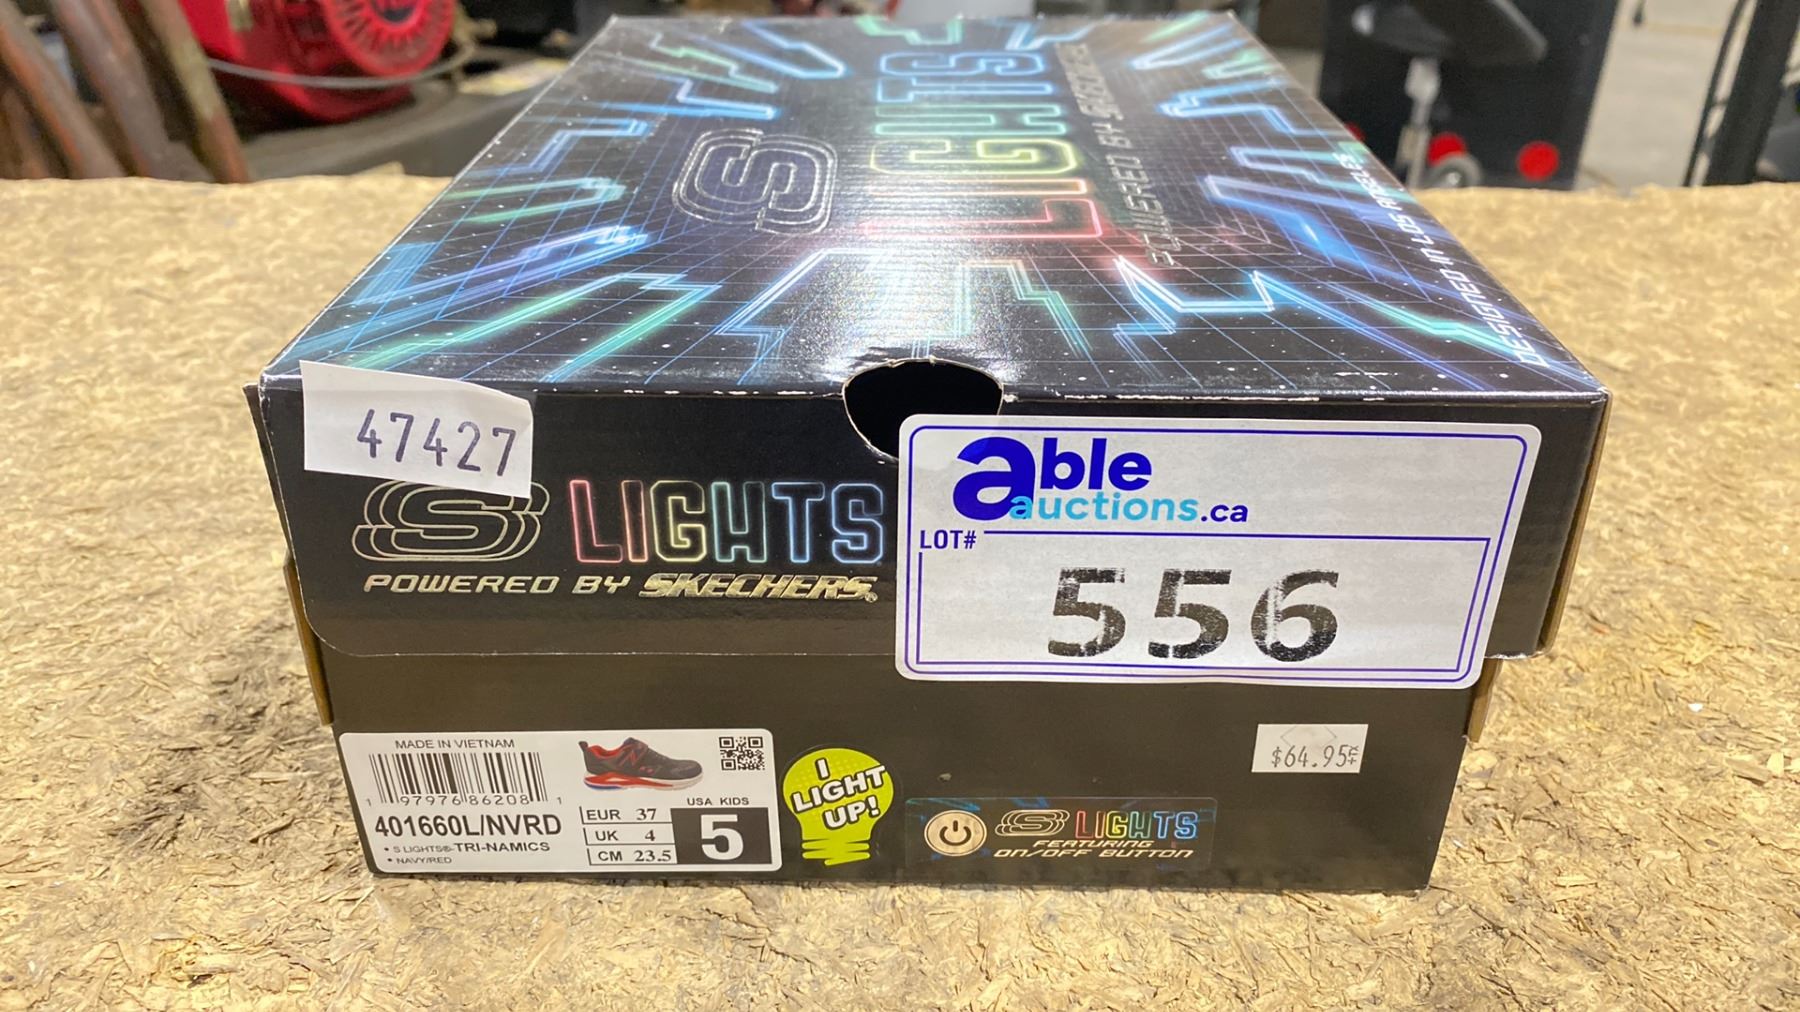 S LIGHTS
POWERED BY SKECHERS
DESIGNED IN LOS ANGELES
47427
S LIGHTS
POWERED BY SKECHERS®
able
auctions.ca
LOT#
556
$64.95
MADE IN VIETNAM
1 97976 86208 1
401660L/NVRD
• S LIGHTS®-TRI-NAMICS
• NAVY/RED
EUR 37
UK 4
CM 23.5
USA KIDS
5
I
LIGHT
UP!
S LIGHTS
FEATURING
ON/OFF BUTTON